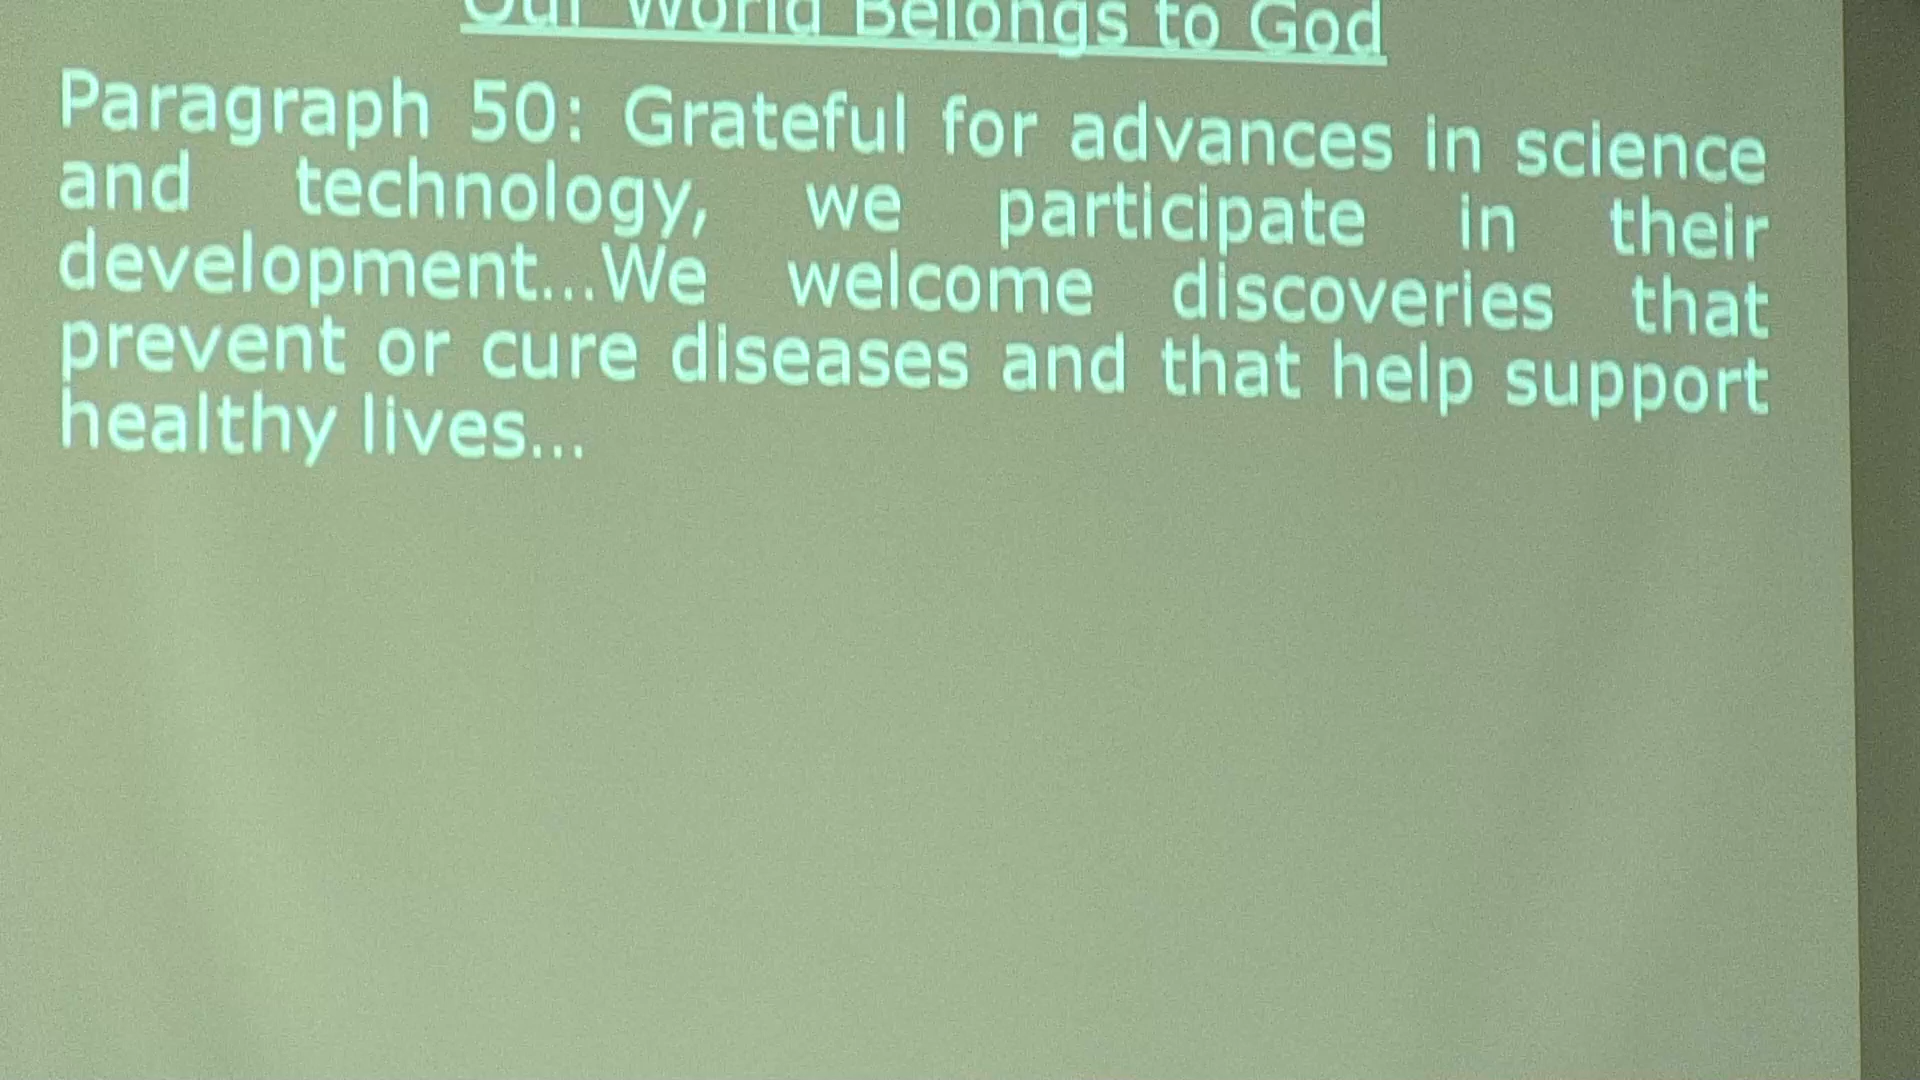 Our World Belongs to God
Paragraph 50: Grateful for advances in science
and technology, we participate in their
development...We welcome discoveries that
prevent or cure diseases and that help support
healthy lives...